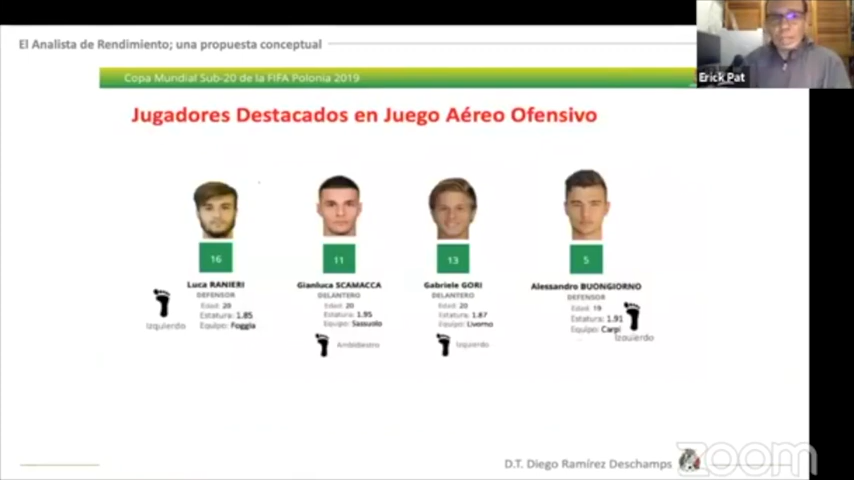 El Analista de Rendimiento; una propuesta conceptual
Erick Pat
Copa Mundial Sub-20 de la FIFA Polonia 2019
Jugadores Destacados en Juego Aéreo Ofensivo
16
Luca RANIERI
DEFENSOR
Edad: 20
Estatura: 1.85
Equipo: Foggia
Izquierdo
11
Gianluca SCAMACCA
DELANTERO
Edad: 20
Estatura: 1.95
Equipo: Sassuolo
Ambidiestro
13
Gabriele GORI
DELANTERO
Edad: 20
Estatura: 1.87
Equipo: Livorno
Izquierdo
5
Alessandro BUONGIORNO
DEFENSOR
Edad: 19
Estatura: 1.91
Equipo: Carpi
Izquierdo
D.T. Diego Ramírez Deschamps
zoom